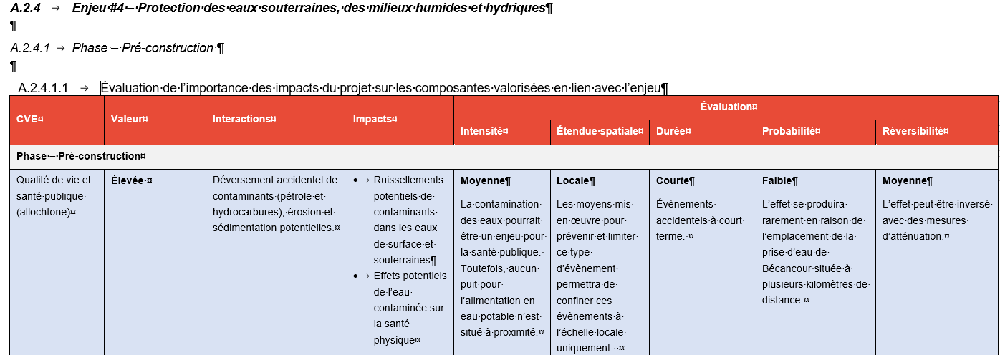 A.2.4 → Enjeu #4 – Protection des eaux souterraines, des milieux humides et hydriques¶
¶
A.2.4.1 → Phase – Pré-construction ¶
¶
A.2.4.1.1 → Évaluation de l’importance des impacts du projet sur les composantes valorisées en lien avec l’enjeu¶
CVE¤
Valeur¤
Interactions¤
Impacts¤
Évaluation¤
Intensité¤
Étendue spatiale¤
Durée¤
Probabilité¤
Réversibilité¤
Phase – Pré-construction¤
Qualité de vie et
santé publique
(allochtone)¤
Élevée ¤
Déversement accidentel de
contaminants (pétrole et
hydrocarbures); érosion et
sédimentation potentielles.¤
• → Ruissellements
potentiels de
contaminants
dans les eaux
de surface et
souterraines¶
• → Effets potentiels
de l’eau
contaminée sur
la santé
physique¤
Moyenne¶
La contamination
des eaux pourrait
être un enjeu pour
la santé publique.
Toutefois, aucun
puit pour
l’alimentation en
eau potable n’est
situé à proximité.¤
Locale¶
Les moyens mis
en œuvre pour
prévenir et limiter
ce type
d’évènement
permettra de
confiner ces
évènements à
l’échelle locale
uniquement. ¤
Courte¶
Évènements
accidentels à court
terme. ¤
Faible¶
L’effet se produira
rarement en raison de
l’emplacement de la
prise d’eau de
Bécancour située à
plusieurs kilomètres de
distance.¤
Moyenne¶
L’effet peut être inversé
avec des mesures
d’atténuation.¤